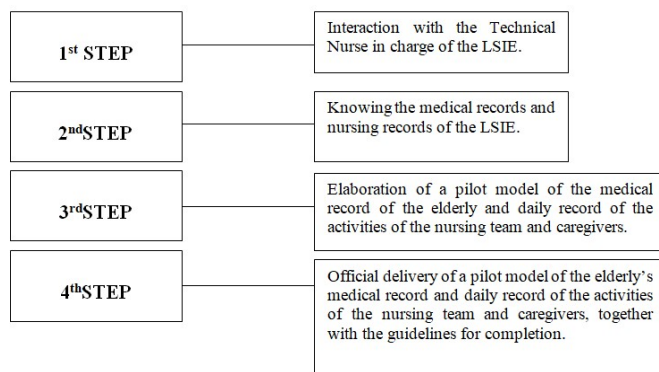 1st STEP
Interaction with the Technical
Nurse in charge of the LSIE.
2ndSTEP
Knowing the medical records and
nursing records of the LSIE.
3rdSTEP
Elaboration of a pilot model of the medical
record of the elderly and daily record of the
activities of the nursing team and caregivers.
4thSTEP
Official delivery of a pilot model of the elderly’s
medical record and daily record of the activities
of the nursing team and caregivers, together
with the guidelines for completion.